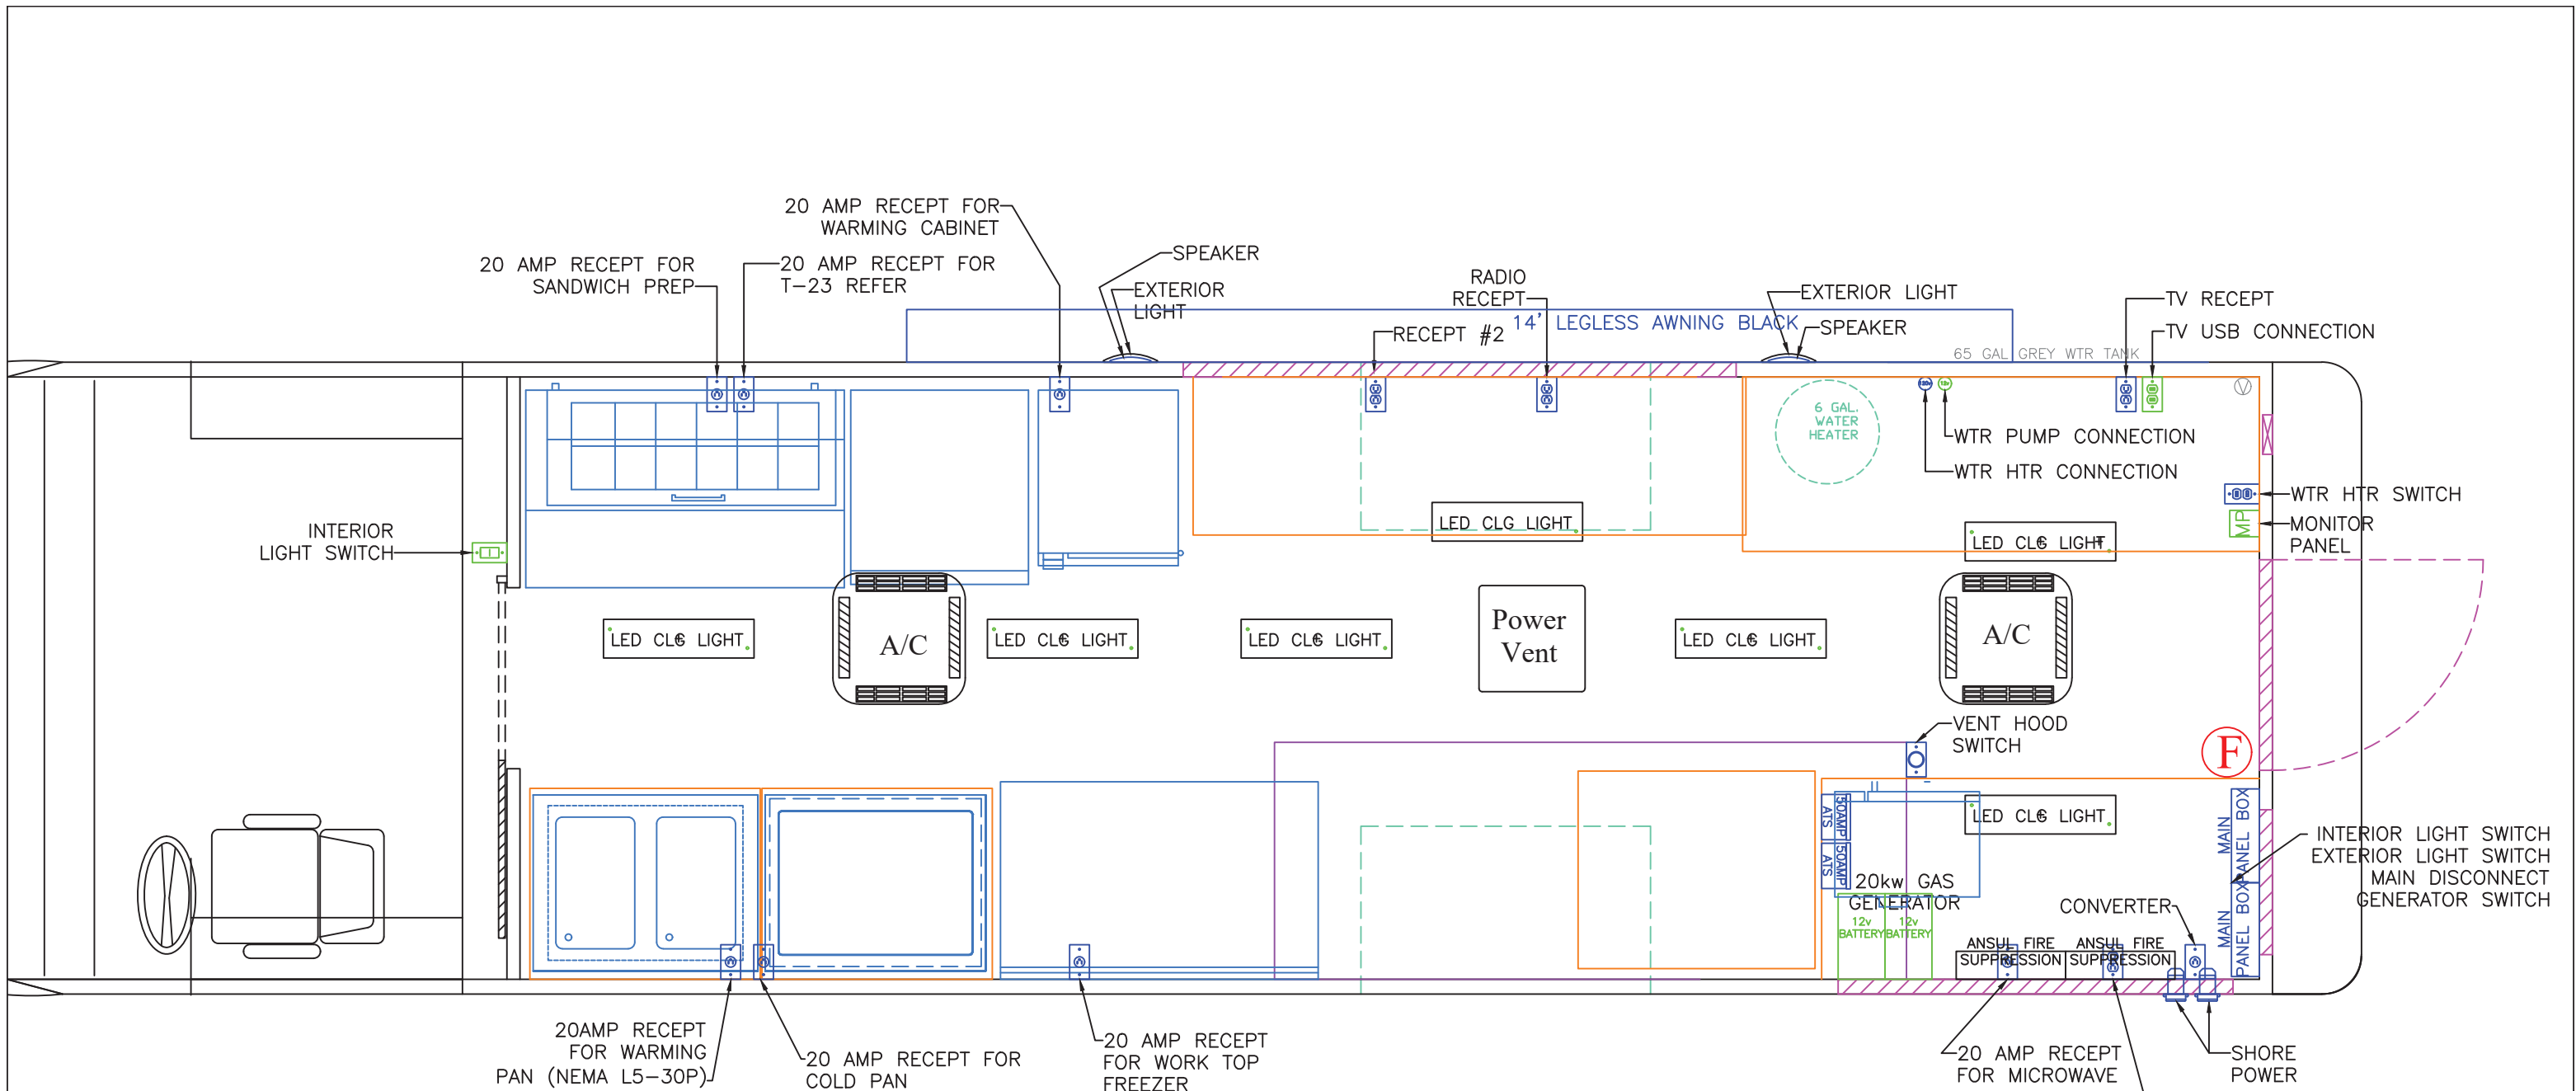 20 AMP RECEPT FOR
WARMING CABINET
20 AMP RECEPT FOR
SANDWICH PREP
20 AMP RECEPT FOR
T-23 REFER
SPEAKER
EXTERIOR
LIGHT
RADIO
RECEPT
RECEPT #2
14' LEGLESS AWNING BLACK
EXTERIOR LIGHT
SPEAKER
TV RECEPT
TV USB CONNECTION
65 GAL GREY WTR TANK
120v
12v
V
6 GAL.
WATER
HEATER
WTR PUMP CONNECTION
WTR HTR CONNECTION
WTR HTR SWITCH
MP
MONITOR
PANEL
INTERIOR
LIGHT SWITCH
LED CLG LIGHT
LED CLG LIGHT
LED CLG LIGHT
A/C
LED CLG LIGHT
LED CLG LIGHT
Power
Vent
LED CLG LIGHT
A/C
VENT HOOD
SWITCH
F
LED CLG LIGHT
50AMP
ATS
50AMP
ATS
20kw GAS
GENERATOR
12v
BATTERY
12v
BATTERY
MAIN
PANEL BOX
MAIN
PANEL BOX
INTERIOR LIGHT SWITCH
EXTERIOR LIGHT SWITCH
MAIN DISCONNECT
GENERATOR SWITCH
CONVERTER
ANSUL FIRE
SUPPRESSION
ANSUL FIRE
SUPPRESSION
20AMP RECEPT
FOR WARMING
PAN (NEMA L5-30P)
20 AMP RECEPT FOR
COLD PAN
20 AMP RECEPT
FOR WORK TOP
FREEZER
20 AMP RECEPT
FOR MICROWAVE
SHORE
POWER